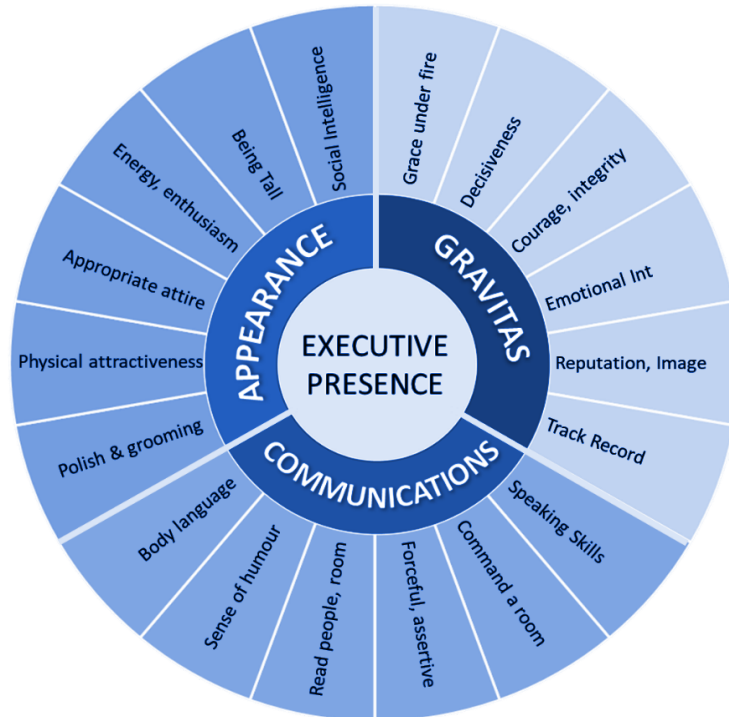 EXECUTIVE
PRESENCE
GRAVITAS
Grace under fire
Decisiveness
Courage, integrity
Emotional Int
Reputation, Image
Track Record
COMMUNICATIONS
Speaking Skills
Command a room
Forceful, assertive
Read people, room
Sense of humour
Body language
APPEARANCE
Polish & grooming
Physical attractiveness
Appropriate attire
Energy, enthusiasm
Being Tall
Social Intelligence